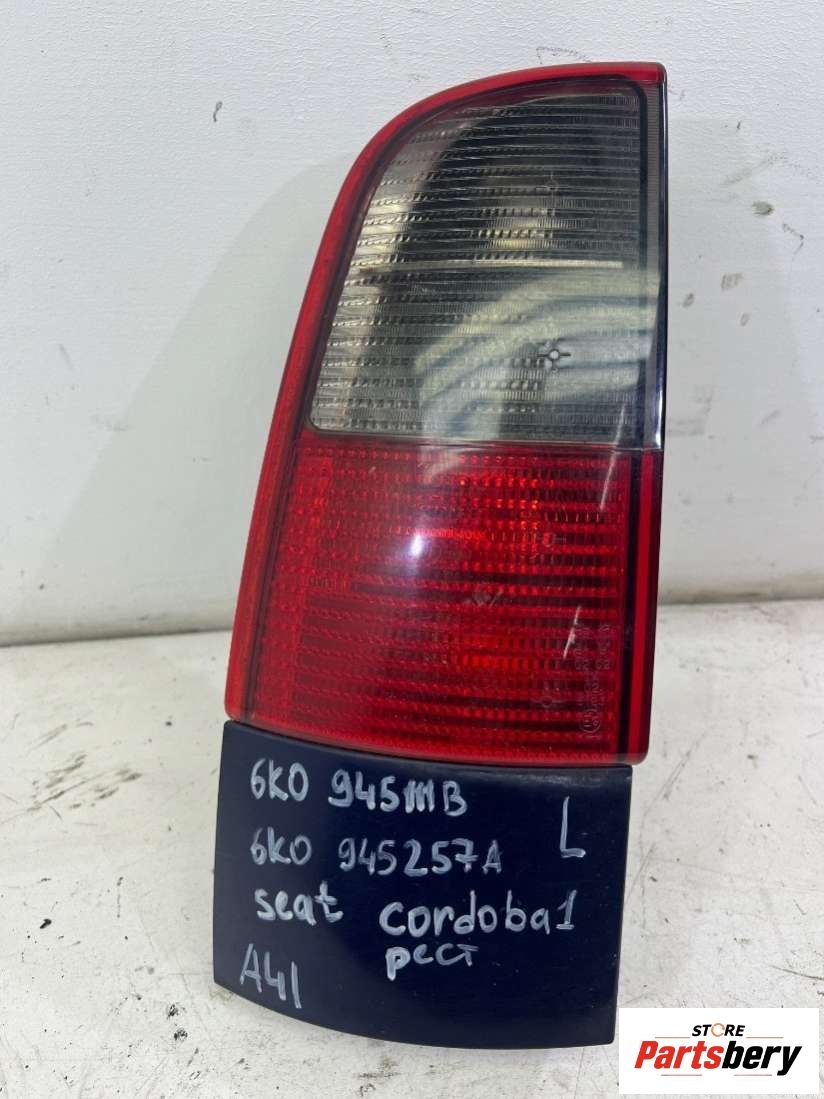 6K0 945111B
6K0 945257A L
seat cordoba1
рест
A41
STORE
Partsbery